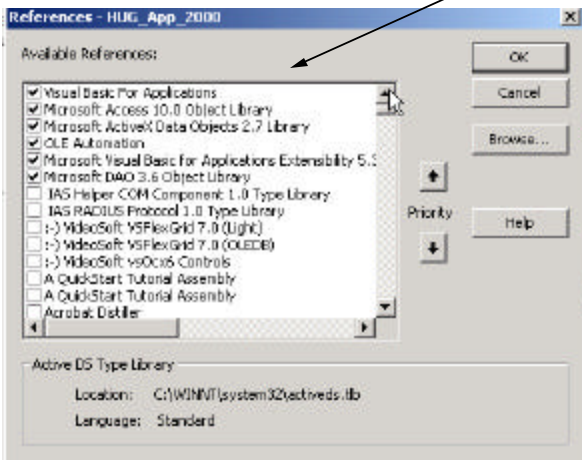 References - HUG_App_2000
Available References:
OK
Visual Basic For Applications
Microsoft Access 10.0 Object Library
Microsoft ActiveX Data Objects 2.7 Library
OLE Automation
Microsoft Visual Basic for Applications Extensibility 5.3
Microsoft DAO 3.6 Object Library
IAS Helper COM Component 1.0 Type Library
IAS RADIUS Protocol 1.0 Type Library
:-) VideoSoft VSFlexGrid 7.0 (Light)
:-) VideoSoft VSFlexGrid 7.0 (OLEDB)
:-) VideoSoft vsOcx6 Controls
A QuickStart Tutorial Assembly
A QuickStart Tutorial Assembly
Acrobat Distiller
Cancel
Browse...
Priority
Help
Active DS Type Library
Location: C:\WINNT\system32\activeds.tlb
Language: Standard